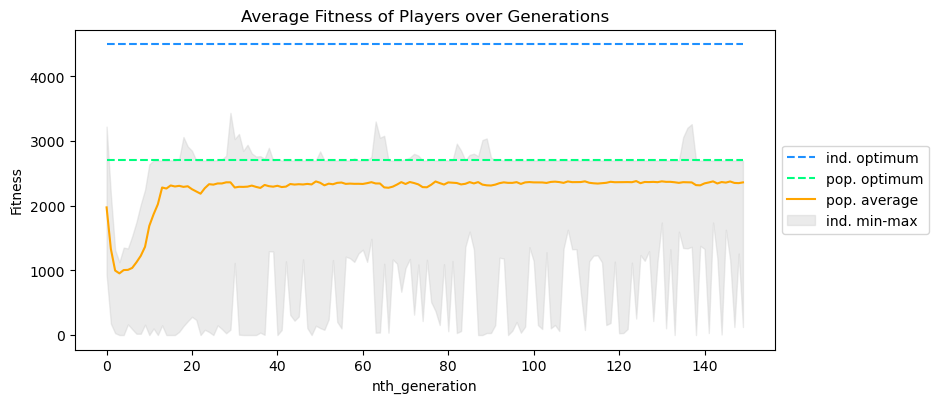 Average Fitness of Players over Generations
Fitness
4000
3000
2000
1000
0
0 20 40 60 80 100 120 140
nth_generation
ind. optimum
pop. optimum
pop. average
ind. min-max